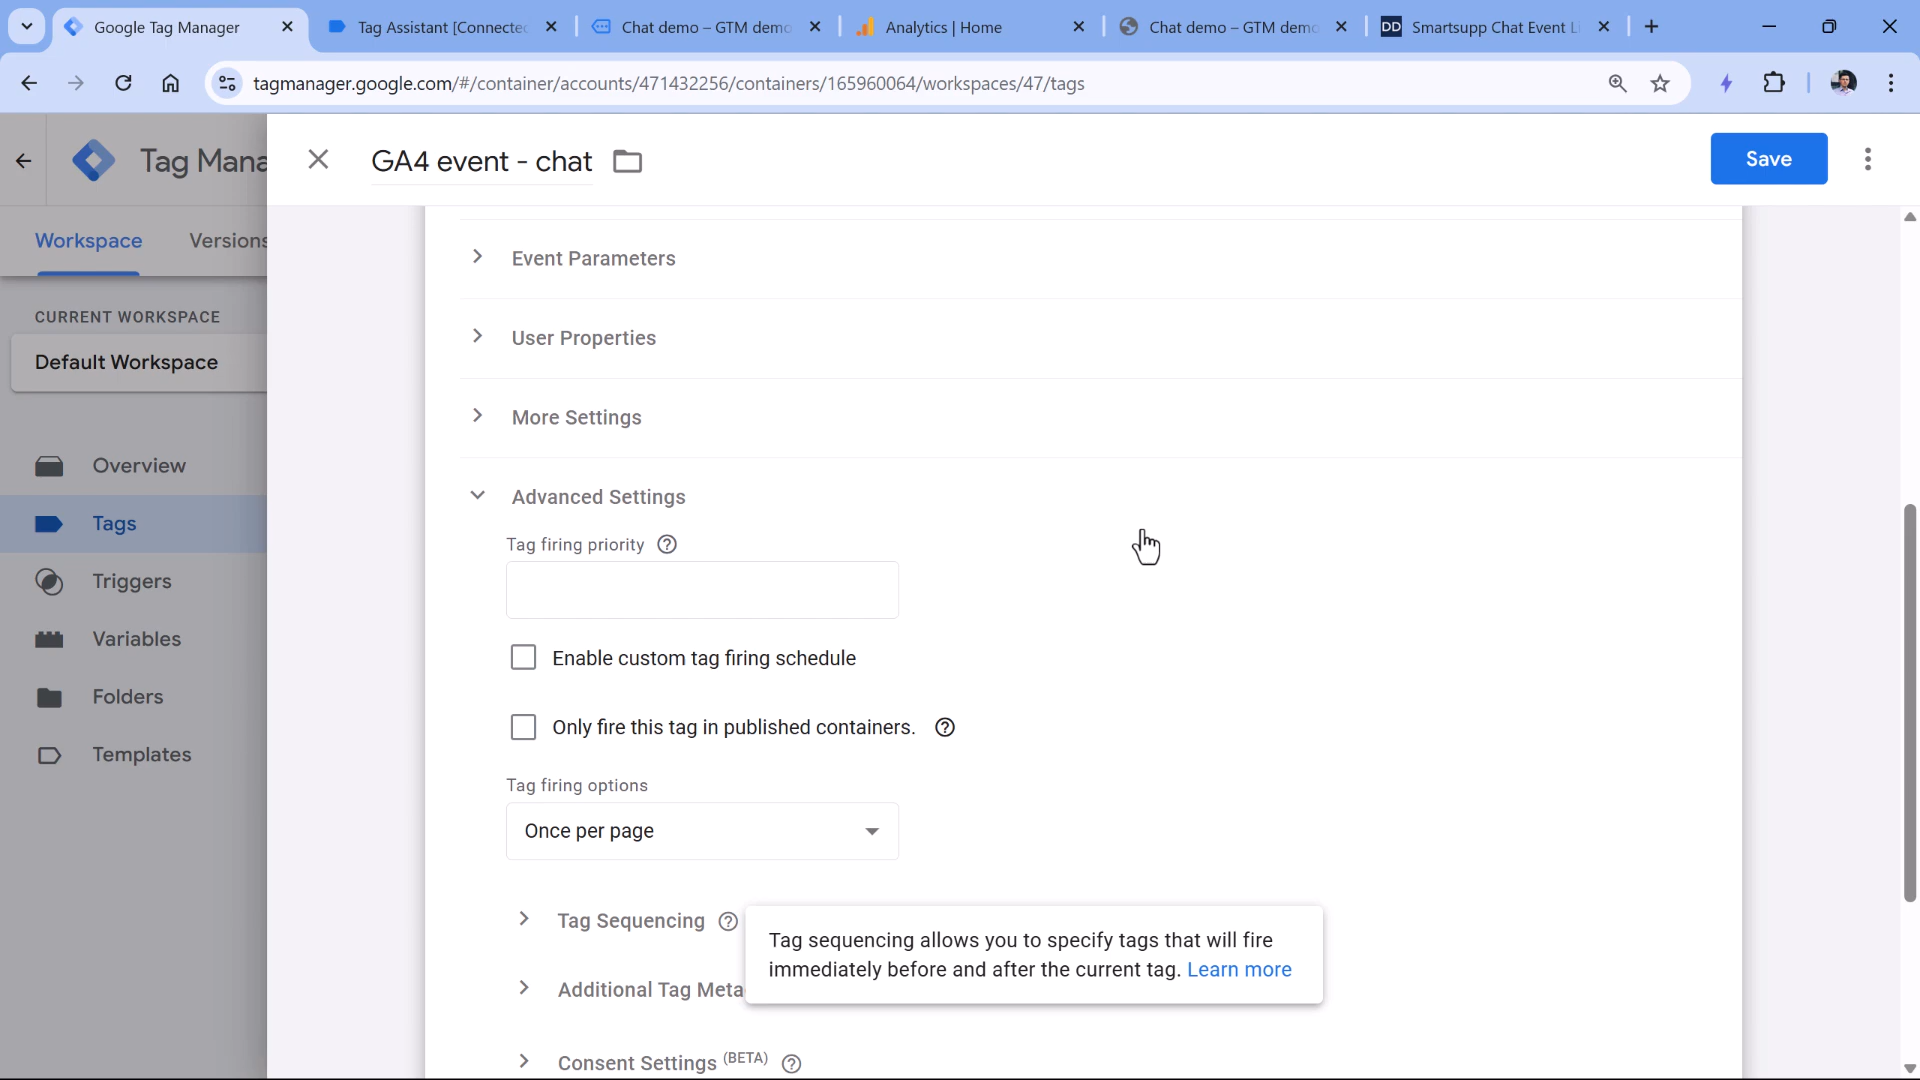 Google Tag Manager
Tag Assistant [Connected
Chat demo – GTM demo
Analytics | Home
Chat demo – GTM demo
DD
Smartsupp Chat Event Li
tagmanager.google.com/#/container/accounts/471432256/containers/165960064/workspaces/47/tags
Tag Mana
GA4 event - chat
Save
Workspace
Versions
CURRENT WORKSPACE
Default Workspace
Overview
Tags
Triggers
Variables
Folders
Templates
Event Parameters
User Properties
More Settings
Advanced Settings
Tag firing priority
Enable custom tag firing schedule
Only fire this tag in published containers.
Tag firing options
Once per page
Tag Sequencing
Tag sequencing allows you to specify tags that will fire
immediately before and after the current tag. Learn more
Additional Tag Meta
Consent Settings (BETA)